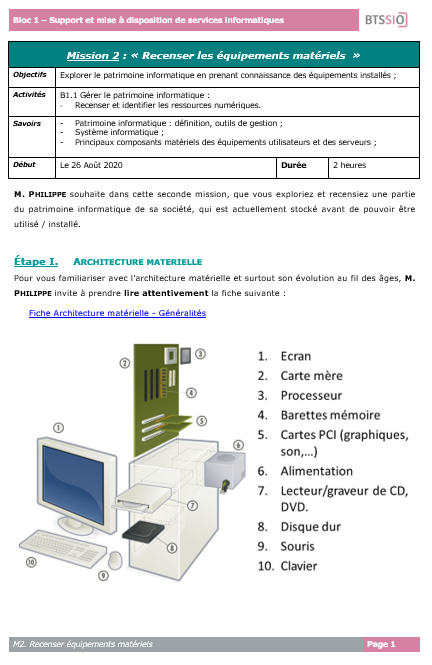 Bloc 1 – Support et mise à disposition de services informatiques
BTSSIO
Mission 2 : « Recenser les équipements matériels »
Objectifs
Explorer le patrimoine informatique en prenant connaissance des équipements installés ;
Activités
B1.1 Gérer le patrimoine informatique :
- Recenser et identifier les ressources numériques.
Savoirs
- Patrimoine informatique : définition, outils de gestion ;
- Système informatique ;
- Principaux composants matériels des équipements utilisateurs et des serveurs ;
Début
Le 26 Août 2020
Durée
2 heures
M. PHILIPPE souhaite dans cette seconde mission, que vous exploriez et recensiez une partie
du patrimoine informatique de sa société, qui est actuellement stocké avant de pouvoir être
utilisé / installé.
Étape I. ARCHITECTURE MATERIELLE
Pour vous familiariser avec l'architecture matérielle et surtout son évolution au fil des âges, M.
PHILIPPE invite à prendre lire attentivement la fiche suivante :
Fiche Architecture matérielle - Généralités
1
2
3
4
5
6
7
8
9
10
1. Ecran
2. Carte mère
3. Processeur
4. Barettes mémoire
5. Cartes PCI (graphiques,
son,...)
6. Alimentation
7. Lecteur/graveur de CD,
DVD.
8. Disque dur
9. Souris
10. Clavier
M2. Recenser équipements matériels
Page 1